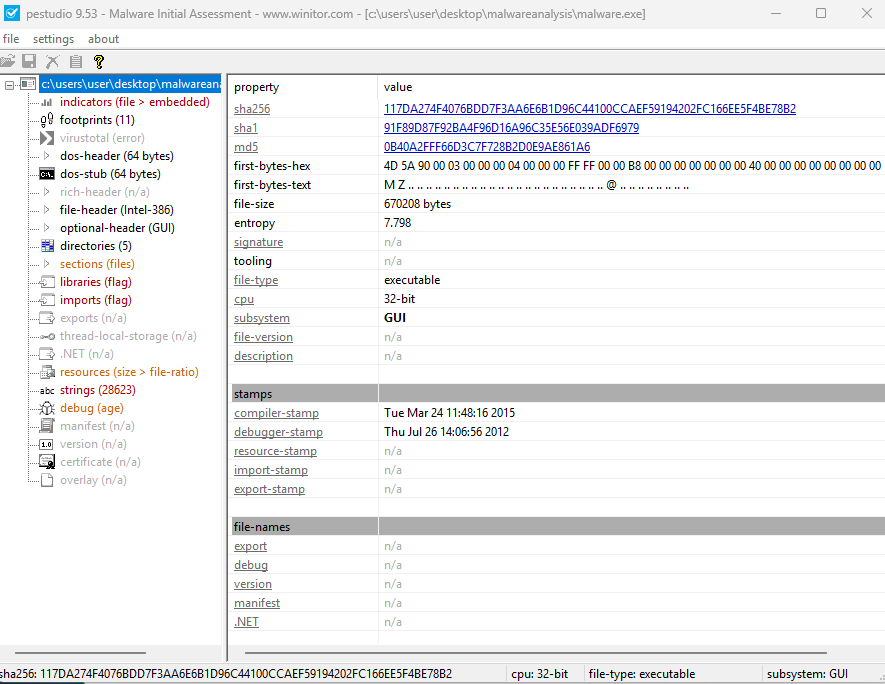 pestudio 9.53 - Malware Initial Assessment - www.winitor.com - [c:\users\user\desktop\malwareanalysis\malware.exe]
file settings about
c:\users\user\desktop\malwareana
indicators (file > embedded)
footprints (11)
virustotal (error)
dos-header (64 bytes)
dos-stub (64 bytes)
rich-header (n/a)
file-header (Intel-386)
optional-header (GUI)
directories (5)
sections (files)
libraries (flag)
imports (flag)
exports (n/a)
thread-local-storage (n/a)
.NET (n/a)
resources (size > file-ratio)
abc strings (28623)
debug (age)
manifest (n/a)
1.0 version (n/a)
certificate (n/a)
overlay (n/a)
property value
sha256 117DA274F4076BDD7F3AA6E6B1D96C44100CCAEF59194202FC166EE5F4BE78B2
sha1 91F89D87F92BA4F96D16A96C35E56E039ADF6979
md5 0B40A2FFF66D3C7F728B2D0E9AE861A6
first-bytes-hex 4D 5A 90 00 03 00 00 00 04 00 00 00 FF FF 00 00 B8 00 00 00 00 00 00 00 40 00 00 00 00 00 00 00 00
first-bytes-text M Z .. .. .. .. .. .. .. .. .. .. .. .. .. .. .. .. .. .. .. .. .. .. @ .. .. .. .. .. .. .. ..
file-size 670208 bytes
entropy 7.798
signature n/a
tooling n/a
file-type executable
cpu 32-bit
subsystem GUI
file-version n/a
description n/a
stamps
compiler-stamp Tue Mar 24 11:48:16 2015
debugger-stamp Thu Jul 26 14:06:56 2012
resource-stamp n/a
import-stamp n/a
export-stamp n/a
file-names
export n/a
debug n/a
version n/a
manifest n/a
.NET n/a
sha256: 117DA274F4076BDD7F3AA6E6B1D96C44100CCAEF59194202FC166EE5F4BE78B2 cpu: 32-bit file-type: executable subsystem: GUI